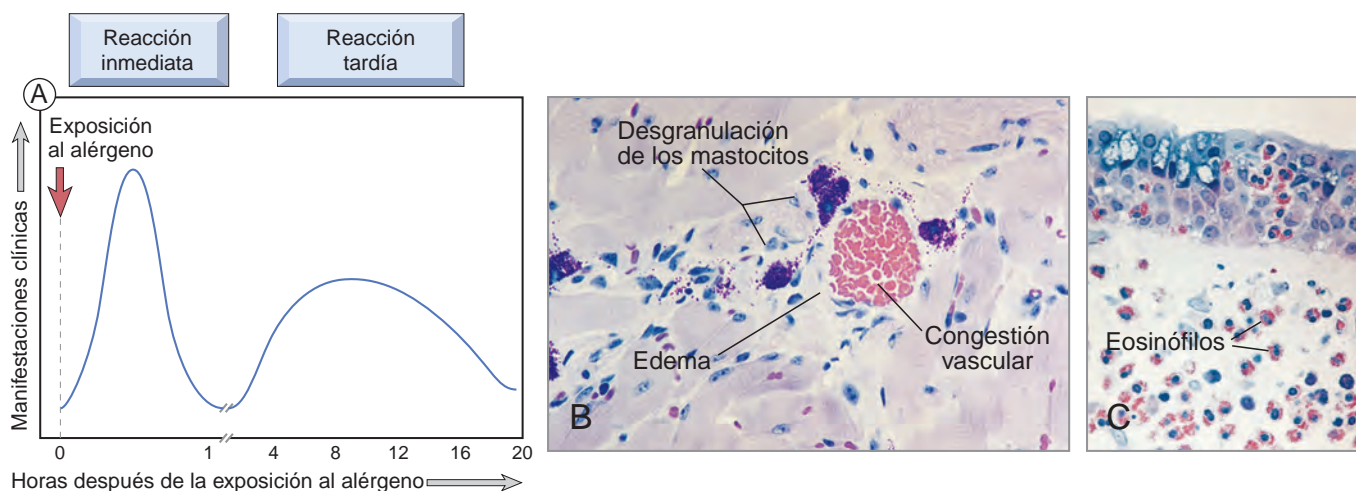 Reacción
inmediata
Reacción
tardía
A
Exposición
al alérgeno
Manifestaciones clínicas
0 1 4 8 12 16 20
Horas después de la exposición al alérgeno
Desgranulación
de los mastocitos
Edema
Congestión
vascular
B
Eosinófilos
C